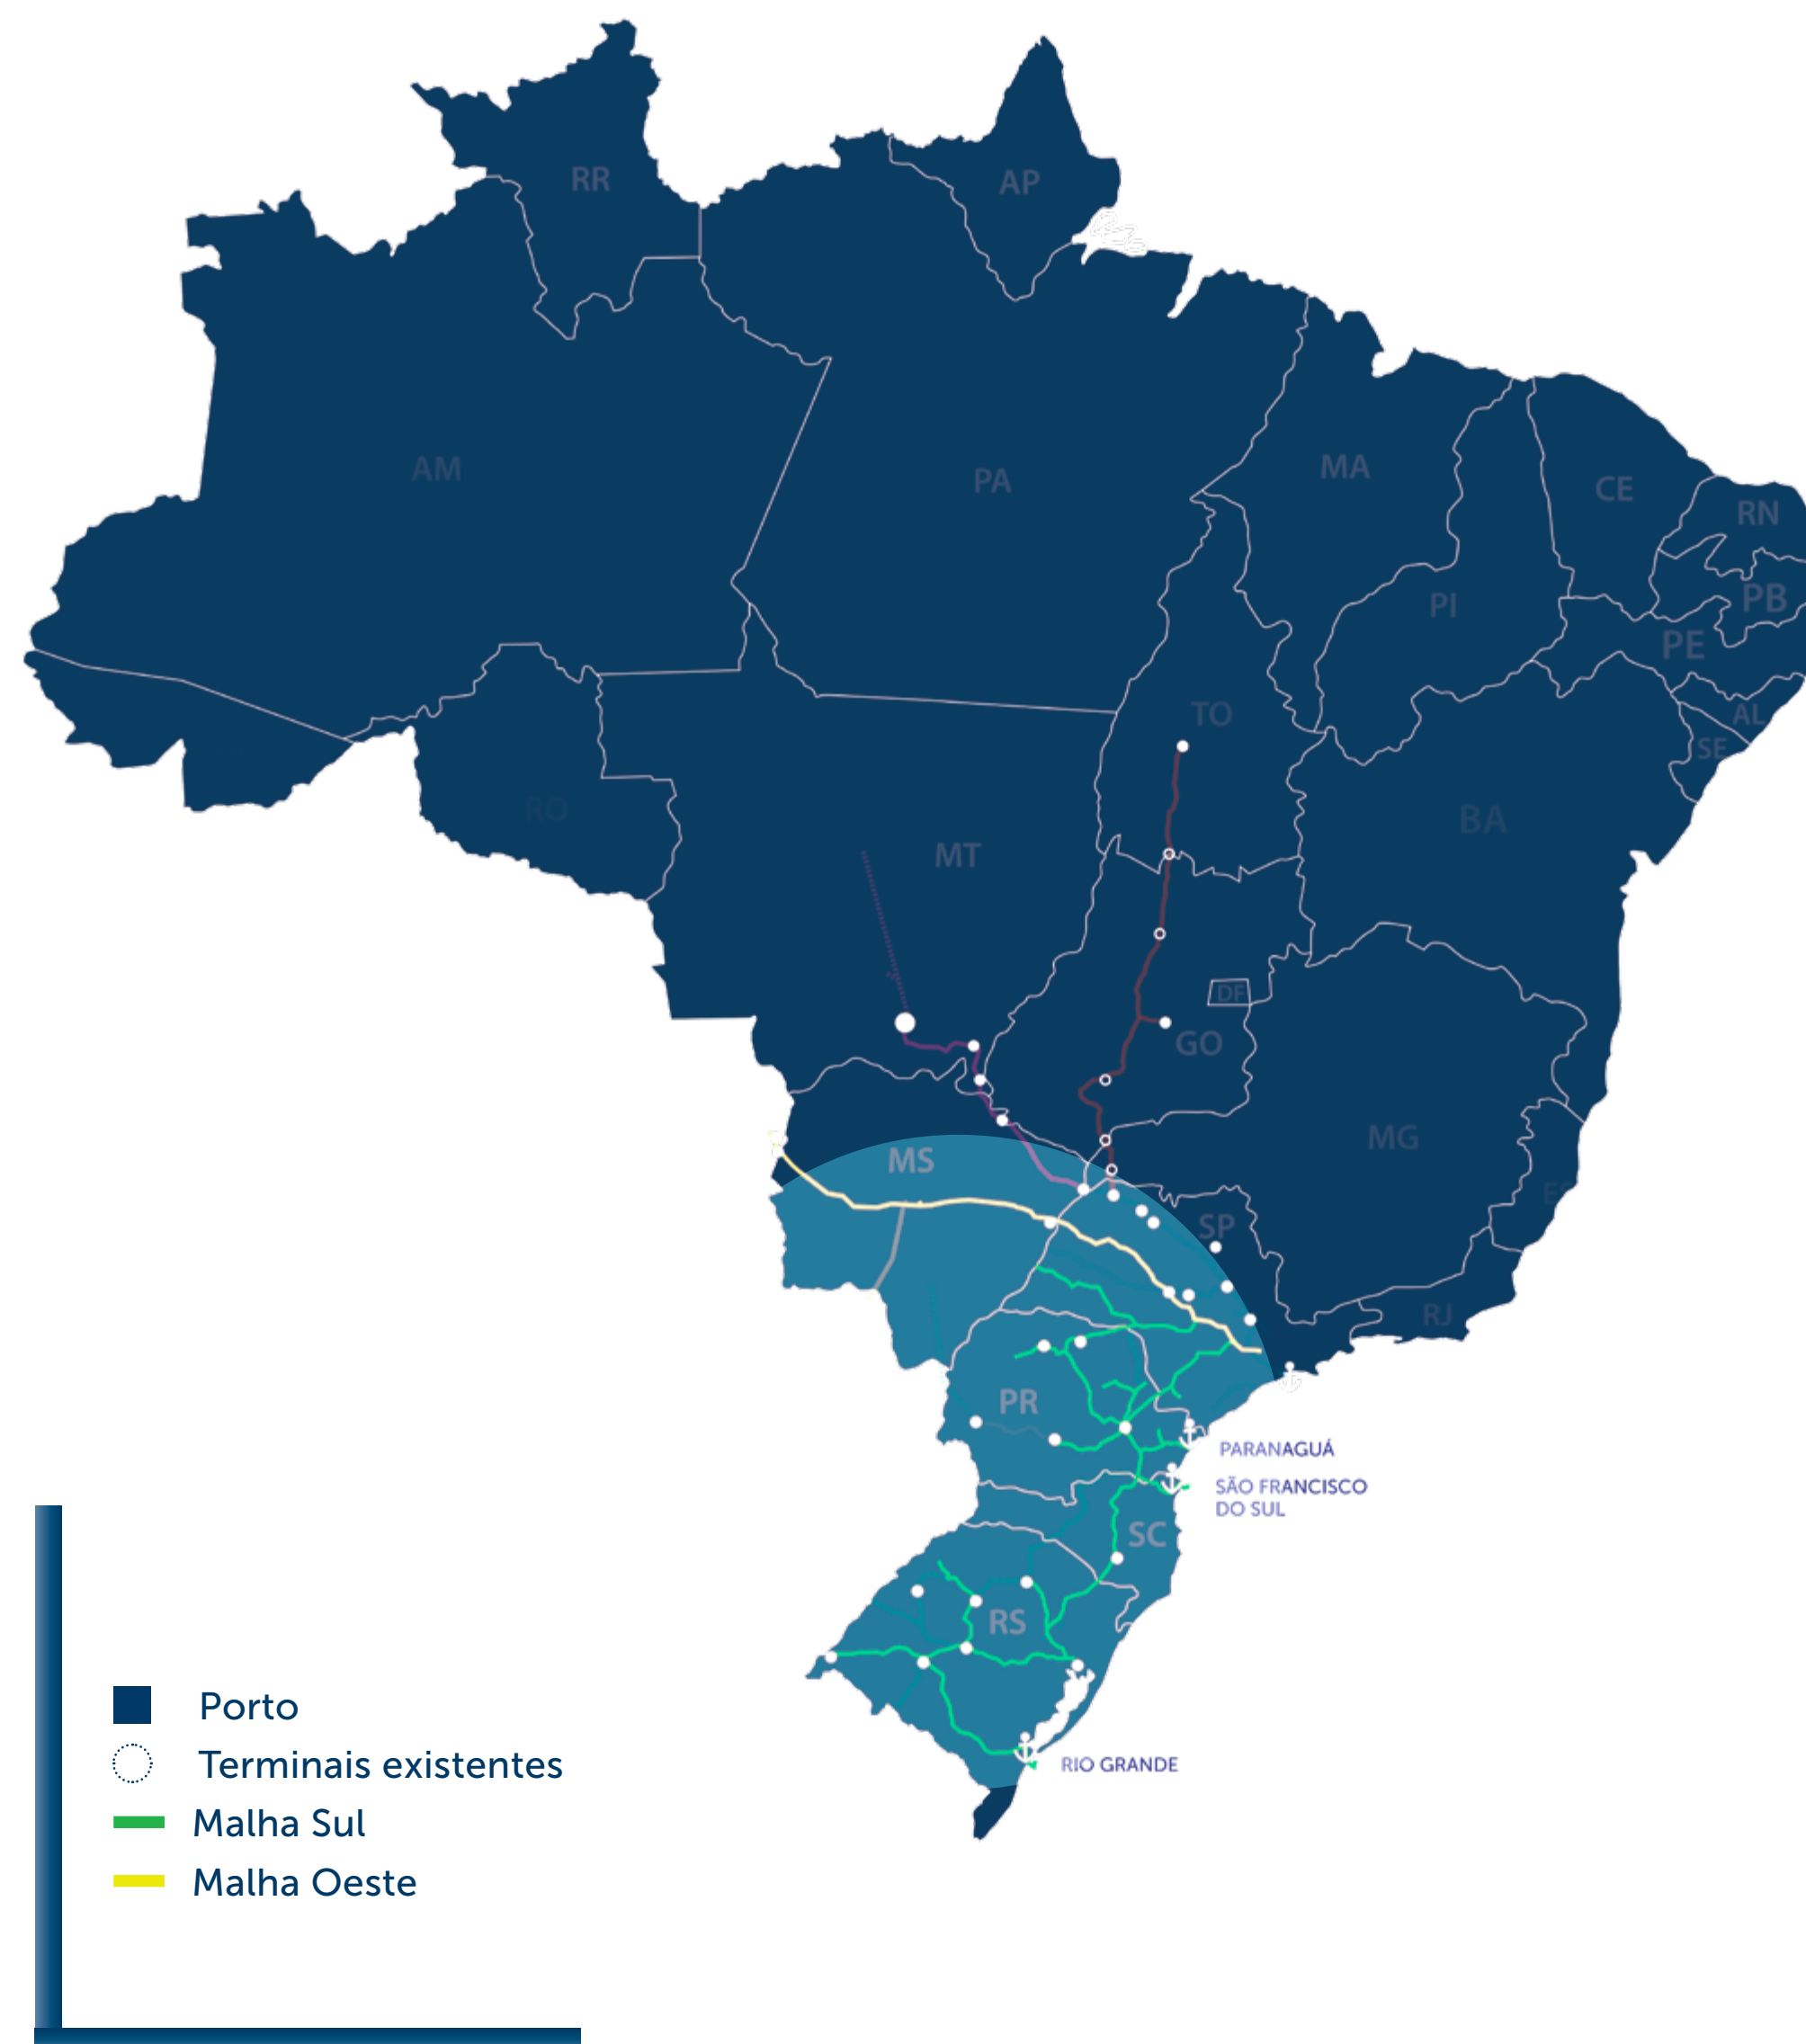 RR
AP
AM
PA
MA
CE
RN
PI
PB
PE
TO
AL
SE
RO
MT
BA
DF
GO
MG
MS
ES
SP
RJ
PR
PARANAGUÁ
SÃO FRANCISCO
DO SUL
SC
RS
RIO GRANDE
Porto
Terminais existentes
Malha Sul
Malha Oeste